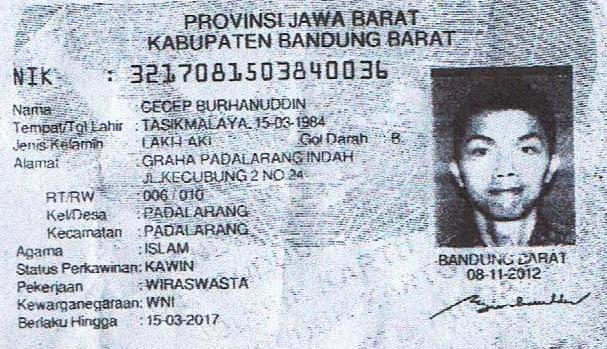 PROVINSI JAWA BARAT
KABUPATEN BANDUNG BARAT
NIK : 3217081503840036
Nama : CECEP BURHANUDDIN
Tempat/Tgl Lahir : TASIKMALAYA, 15-03-1984
Jenis Kelamin : LAKI-LAKI Gol Darah : B
Alamat : GRAHA PADALARANG INDAH
JL.KECUBUNG 2 NO 24
RT/RW : 006 / 010
Kel/Desa : PADALARANG
Kecamatan : PADALARANG
Agama : ISLAM
Status Perkawinan: KAWIN
Pekerjaan : WIRASWASTA
Kewarganegaraan: WNI
Berlaku Hingga : 15-03-2017
BANDUNG BARAT
08-11-2012